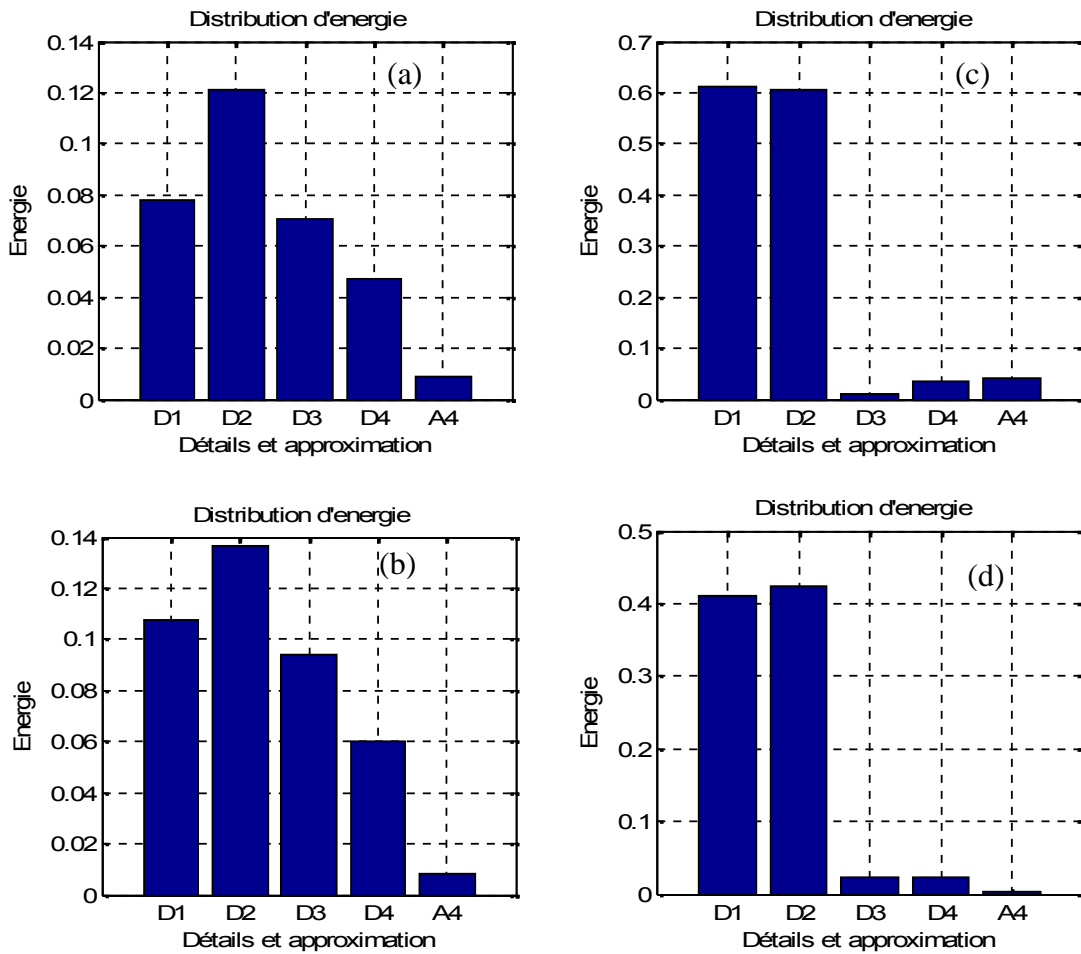 Distribution d'energie
0.14
0.12
0.1
0.08
0.06
0.04
0.02
0
Energie
(a)
D1 D2 D3 D4 A4
Détails et approximation
Distribution d'energie
0.7
0.6
0.5
0.4
0.3
0.2
0.1
0
Energie
(c)
D1 D2 D3 D4 A4
Détails et approximation
Distribution d'energie
0.14
0.12
0.1
0.08
0.06
0.04
0.02
0
Energie
(b)
D1 D2 D3 D4 A4
Détails et approximation
Distribution d'energie
0.5
0.4
0.3
0.2
0.1
0
Energie
(d)
D1 D2 D3 D4 A4
Détails et approximation